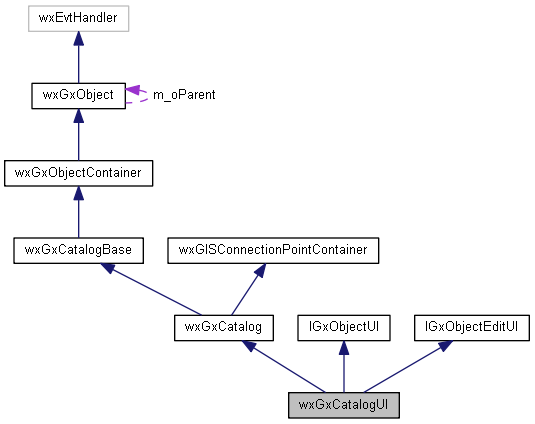 wxEvtHandler
wxGxObject
m_oParent
wxGxObjectContainer
wxGxCatalogBase
wxGISConnectionPointContainer
wxGxCatalog
IGxObjectUI
IGxObjectEditUI
wxGxCatalogUI